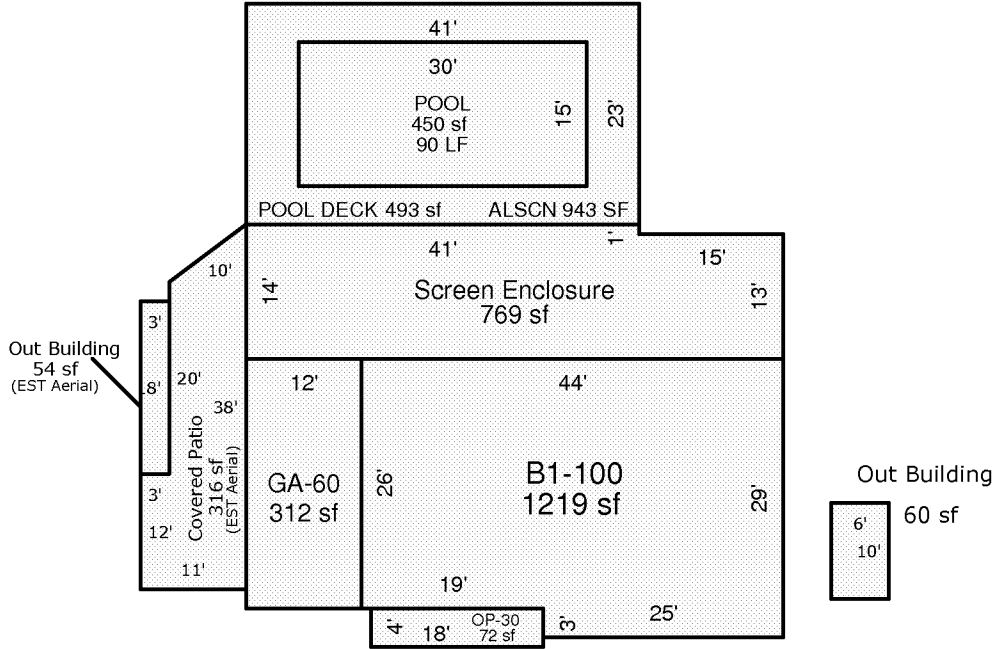 41'
30'
POOL
450 sf
90 LF
15'
23'
POOL DECK 493 sf
ALSCN 943 SF
41'
1'
15'
10'
14'
Screen Enclosure
769 sf
13'
3'
Out Building
54 sf
(EST Aerial)
18'
20'
38'
Covered Patio
316 sf
(EST Aerial)
3'
12'
11'
12'
44'
GA-60
312 sf
26'
B1-100
1219 sf
29'
19'
25'
4'
18'
OP-30
72 sf
3'
Out Building
60 sf
6'
10'